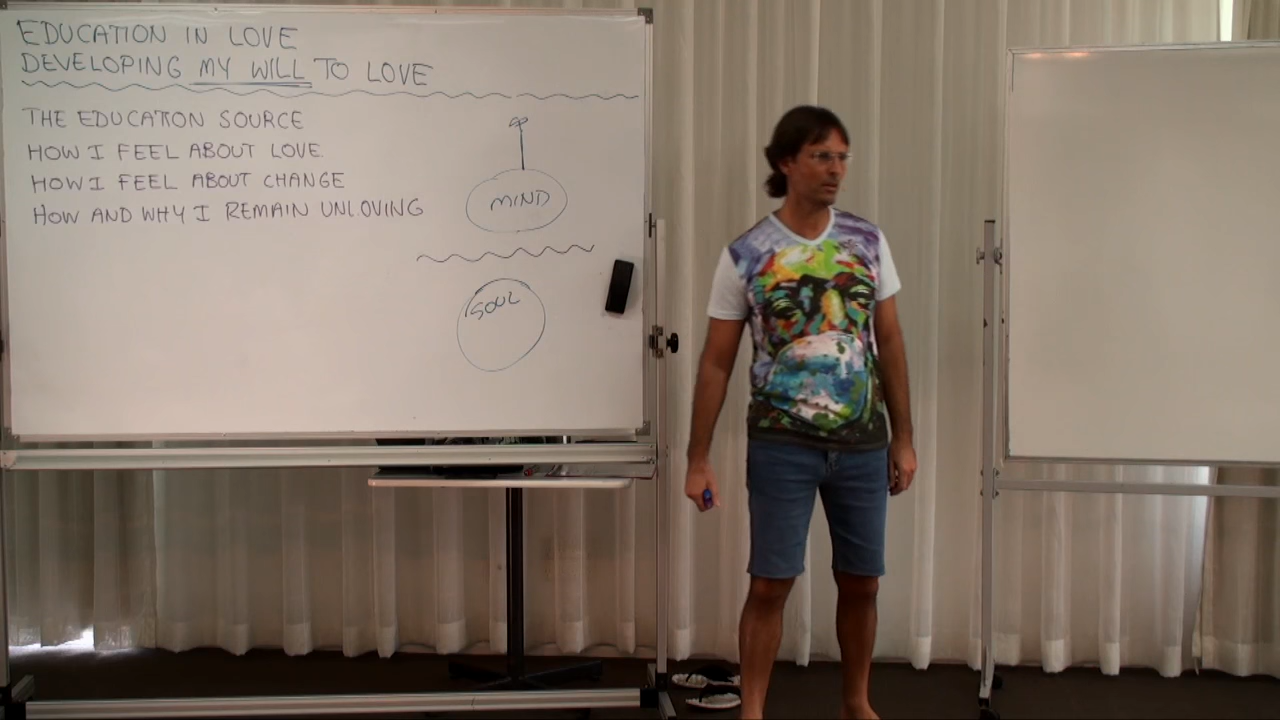 EDUCATION IN LOVE
DEVELOPING MY WILL TO LOVE
THE EDUCATION SOURCE
HOW I FEEL ABOUT LOVE
HOW I FEEL ABOUT CHANGE
HOW AND WHY I REMAIN UNLOVING
MIND
SOUL